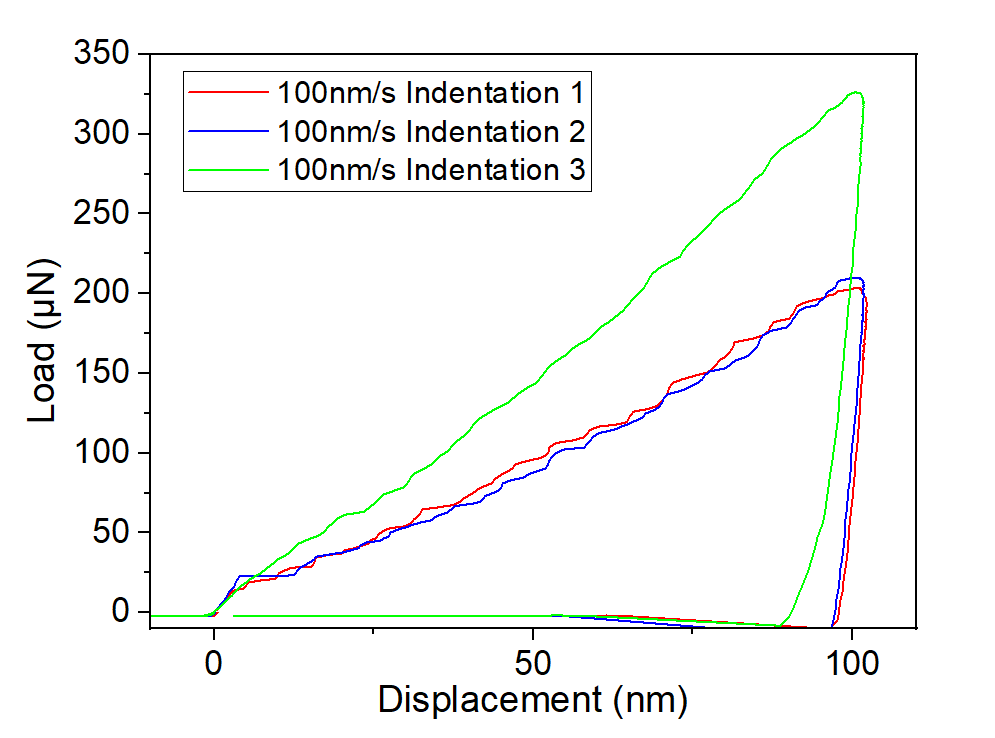 350
300
250
200
150
100
50
0
Load (µN)
100nm/s Indentation 1
100nm/s Indentation 2
100nm/s Indentation 3
0 50 100
Displacement (nm)